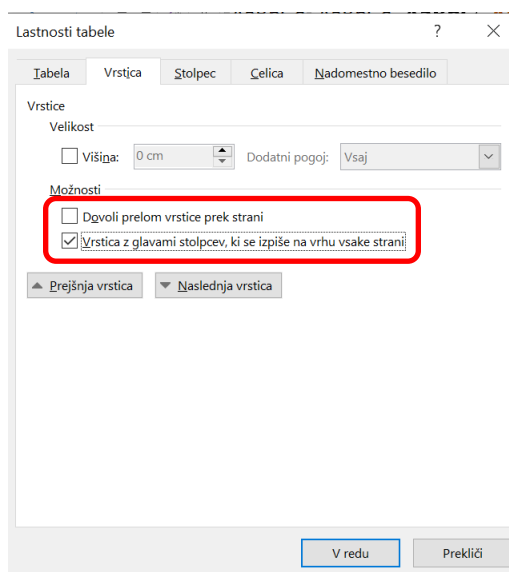 Lastnosti tabele ?
Tabela Vrstica Stolpec Celica Nadomestno besedilo
Vrstice
Velikost
Višina: 0 cm Dodatni pogoj: Vsaj
Možnosti
Dovoli prelom vrstice prek strani
Vrstica z glavami stolpcev, ki se izpiše na vrhu vsake strani
Prejšnja vrstica Naslednja vrstica
V redu Prekliči